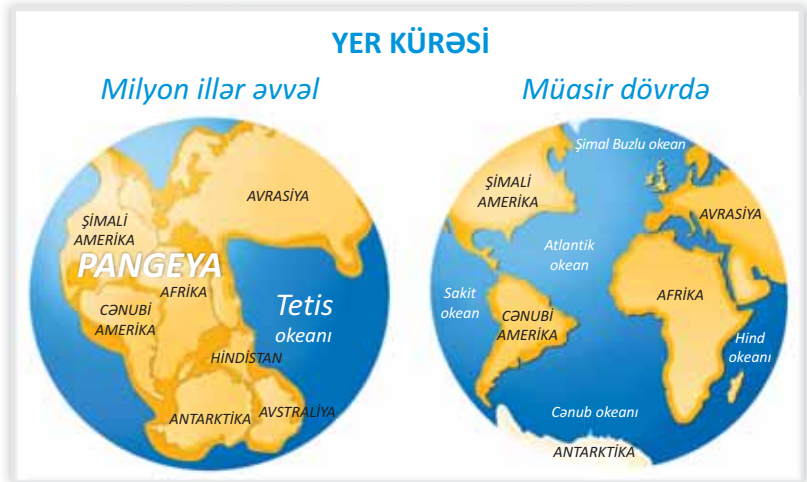 YER KÜRƏSİ
Milyon illər əvvəl
Müasir dövrdə
AVRASİYA
ŞİMALİ
AMERİKA
PANGEYA
AFRİKA
CƏNUBİ
AMERİKA
Tetis
okeanı
HİNDİSTAN
ANTARKTİKA
AVSTRALİYA
Şimal Buzlu okean
ŞİMALİ
AMERİKA
AVRASİYA
Atlantik
okean
Sakit
okean
AFRİKA
CƏNUBİ
AMERİKA
Hind
okeanı
Cənub okeanı
ANTARKTİKA